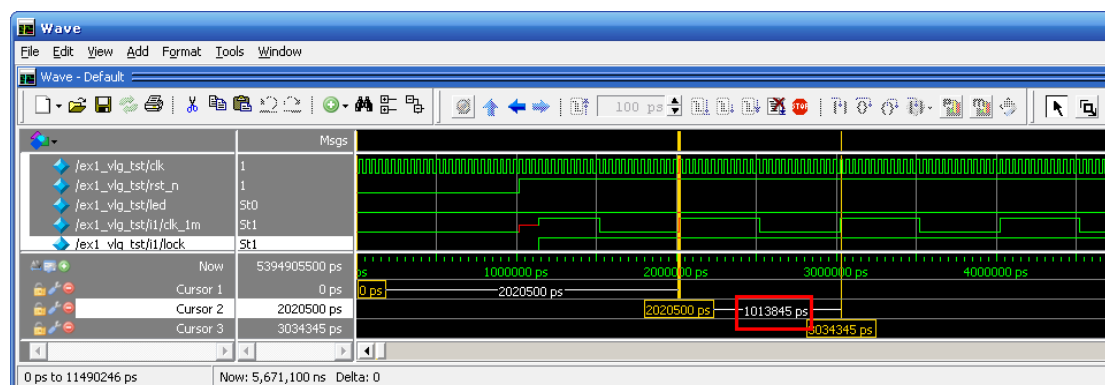 Wave
File Edit View Add Format Tools Window
Wave - Default
100 ps
Msgs
/ex1_vlg_tst/clk 1
/ex1_vlg_tst/rst_n 1
/ex1_vlg_tst/led St0
/ex1_vlg_tst/i1/clk_1m St1
/ex1_vlg_tst/i1/lock St1
Now 5394905500 ps ps 1000000 ps 2000000 ps 3000000 ps 4000000 ps
Cursor 1 0 ps 0 ps 2020500 ps
Cursor 2 2020500 ps 2020500 ps 1013845 ps
Cursor 3 3034345 ps 3034345 ps
0 ps to 11490246 ps Now: 5,671,100 ns Delta: 0